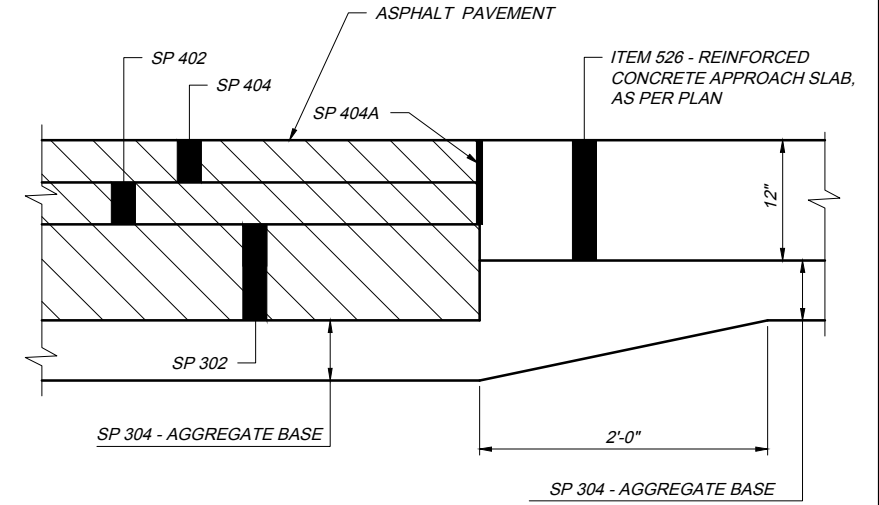 ASPHALT PAVEMENT
SP 402
ITEM 526 - REINFORCED
CONCRETE APPROACH SLAB,
AS PER PLAN
SP 404
SP 404A
12"
SP 302
SP 304 - AGGREGATE BASE
2'-0"
SP 304 - AGGREGATE BASE